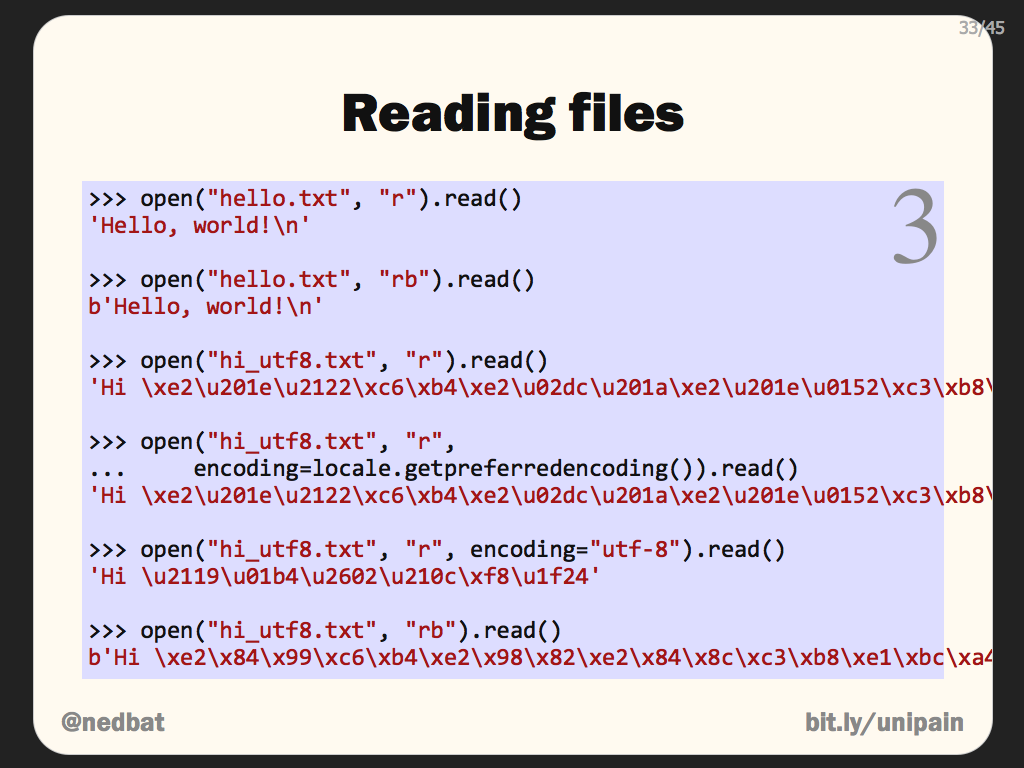 33/45
Reading files
3
>>> open("hello.txt", "r").read()
'Hello, world!\n'
>>> open("hello.txt", "rb").read()
b'Hello, world!\n'
>>> open("hi_utf8.txt", "r").read()
'Hi \xe2\u201e\u2122\xc6\xb4\xe2\u02dc\u201a\xe2\u201e\u0152\xc3\xb8\
>>> open("hi_utf8.txt", "r",
...     encoding=locale.getpreferredencoding()).read()
'Hi \xe2\u201e\u2122\xc6\xb4\xe2\u02dc\u201a\xe2\u201e\u0152\xc3\xb8\
>>> open("hi_utf8.txt", "r", encoding="utf-8").read()
'Hi \u2119\u01b4\u2602\u210c\xf8\u1f24'
>>> open("hi_utf8.txt", "rb").read()
b'Hi \xe2\x84\x99\xc6\xb4\xe2\x98\x82\xe2\x84\x8c\xc3\xb8\xe1\xbc\xa4
@nedbat
bit.ly/unipain